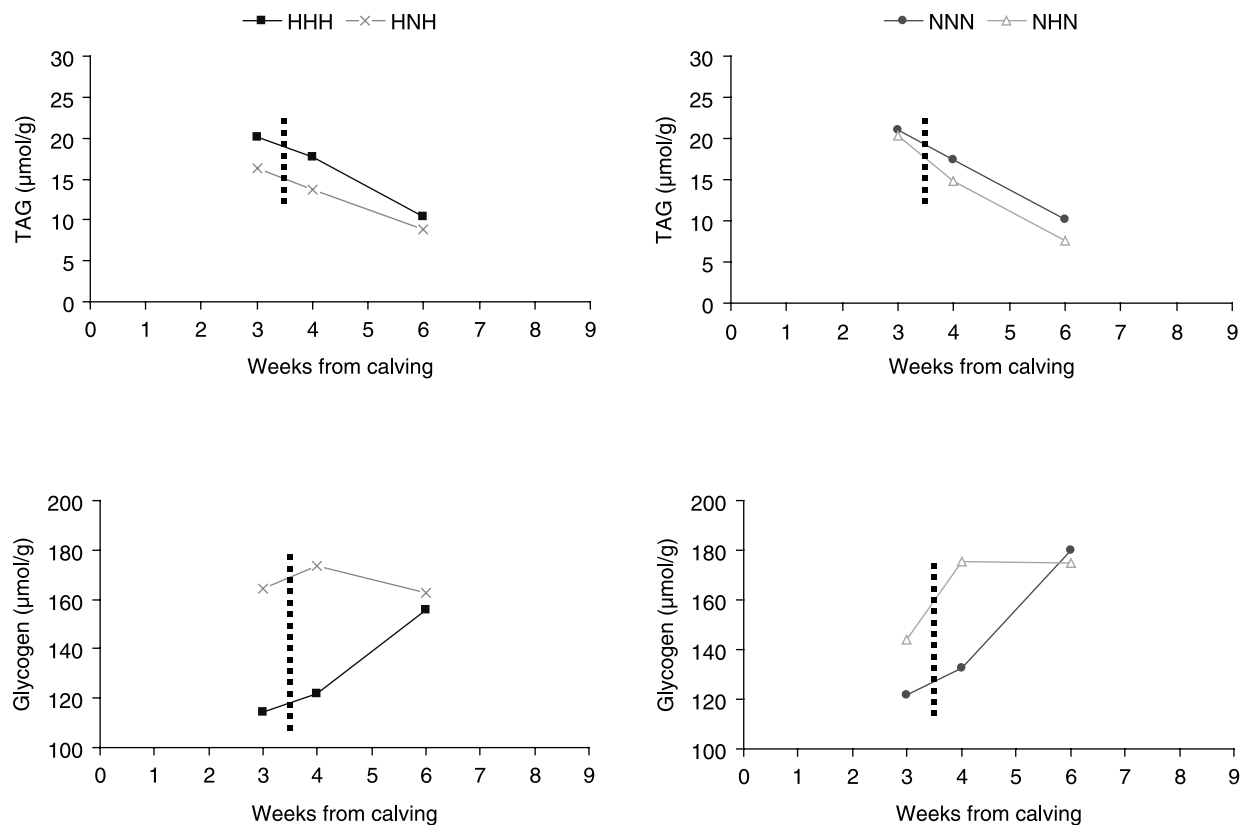 HHH HNH
NNN NHN
30
25
20
15
10
5
0
TAG (µmol/g)
0 1 2 3 4 5 6 7 8 9
Weeks from calving
30
25
20
15
10
5
0
TAG (µmol/g)
0 1 2 3 4 5 6 7 8 9
Weeks from calving
200
180
160
140
120
100
Glycogen (µmol/g)
0 1 2 3 4 5 6 7 8 9
Weeks from calving
200
180
160
140
120
100
Glycogen (µmol/g)
0 1 2 3 4 5 6 7 8 9
Weeks from calving